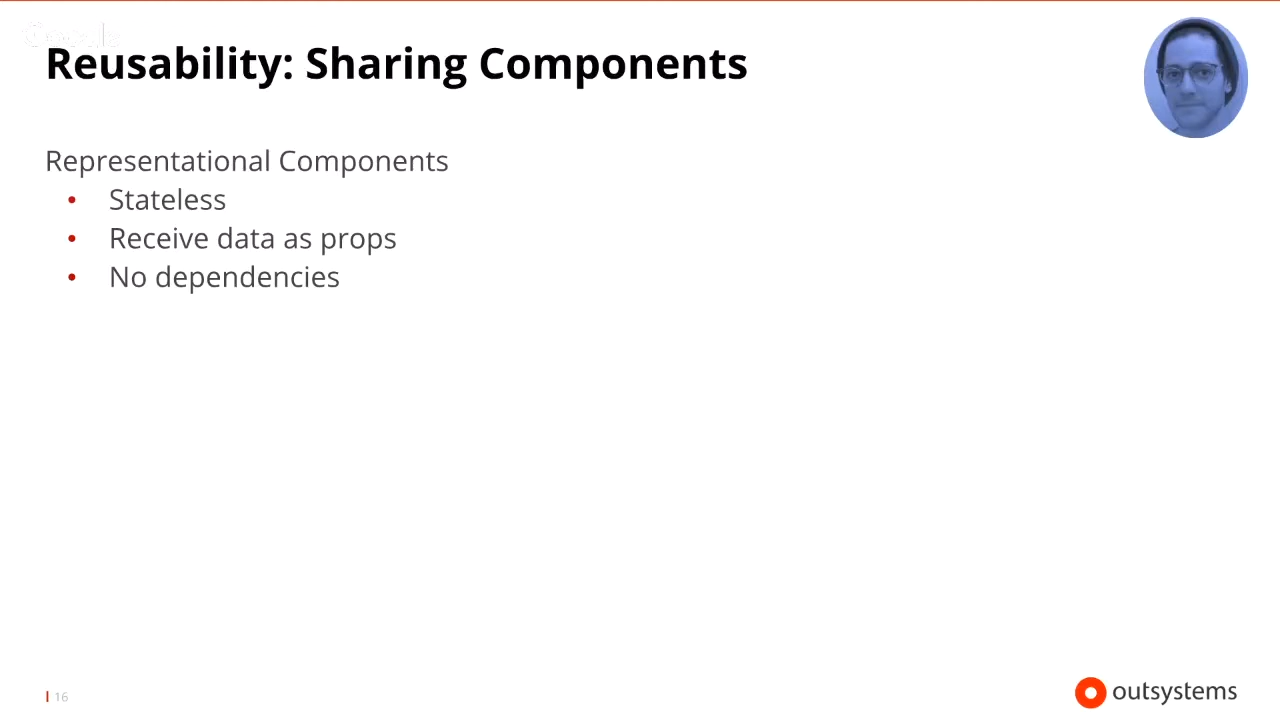 Reusability: Sharing Components
Representational Components
• Stateless
• Receive data as props
• No dependencies
16
outsystems